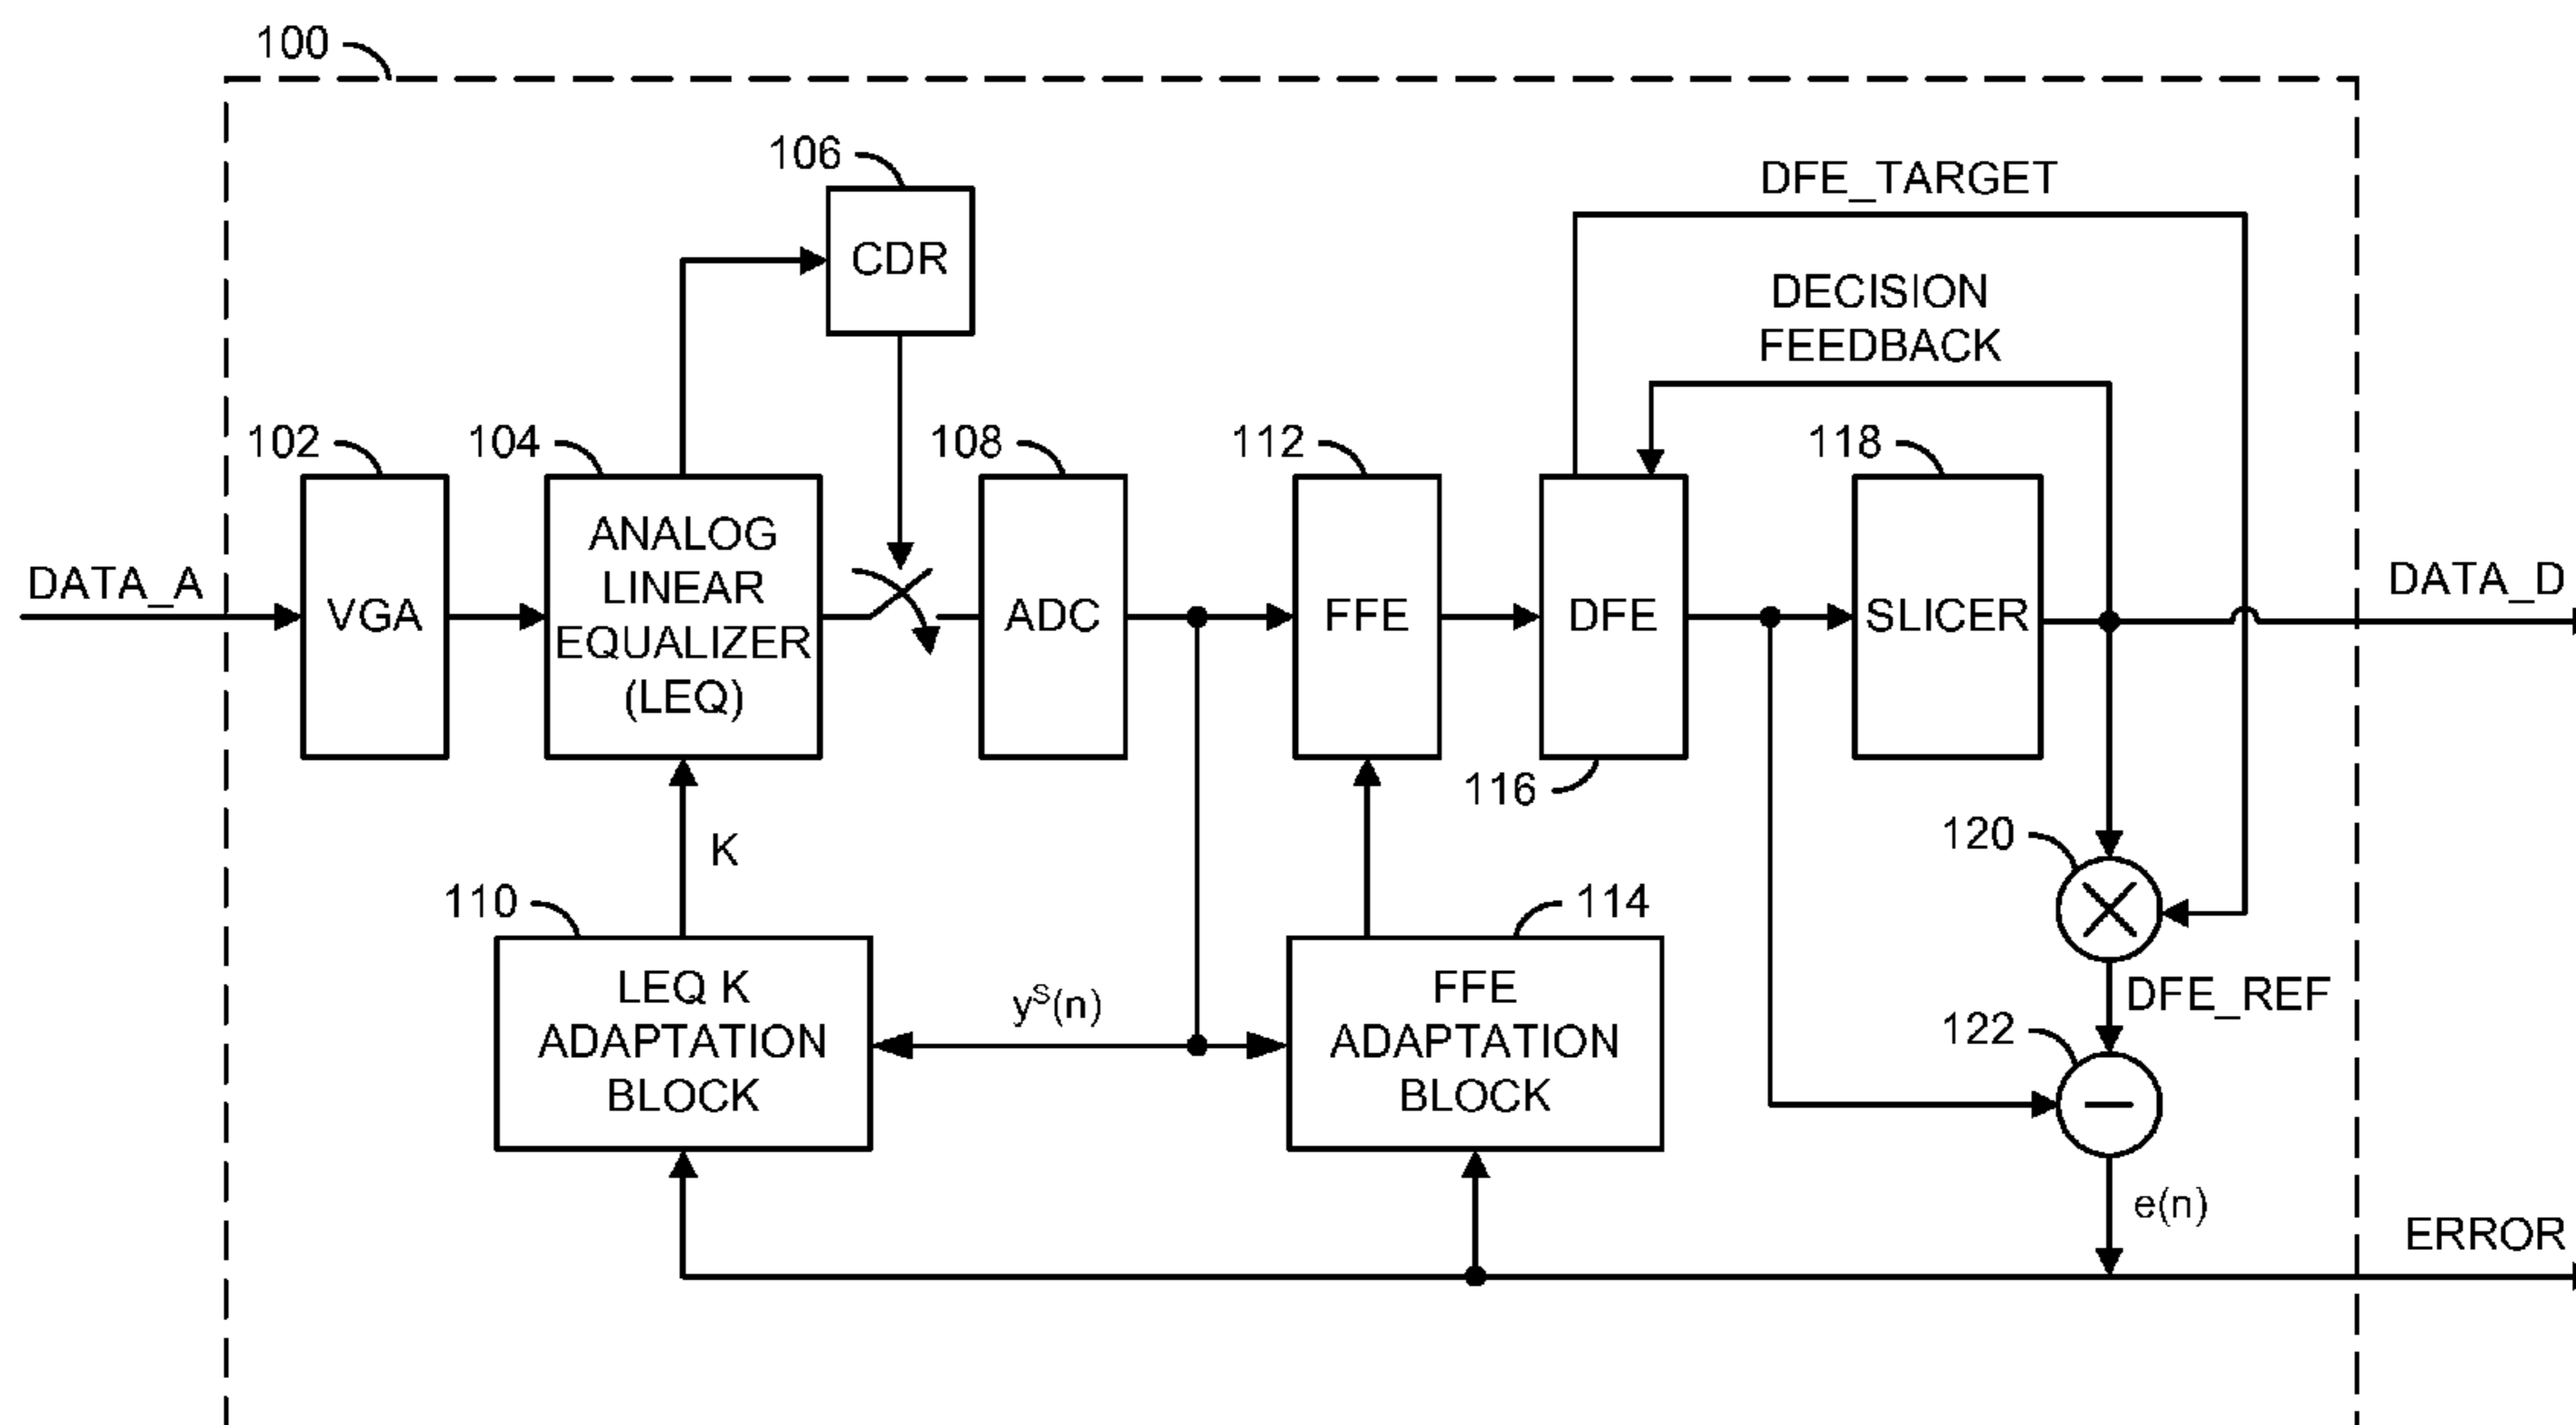 100
106
CDR
DFE_TARGET
DECISION
FEEDBACK
102
104
108
112
118
DATA_A
VGA
ANALOG
LINEAR
EQUALIZER
(LEQ)
ADC
FFE
DFE
SLICER
DATA_D
116
K
120
110
114
LEQ K
ADAPTATION
BLOCK
yS(n)
FFE
ADAPTATION
BLOCK
DFE_REF
122
e(n)
ERROR